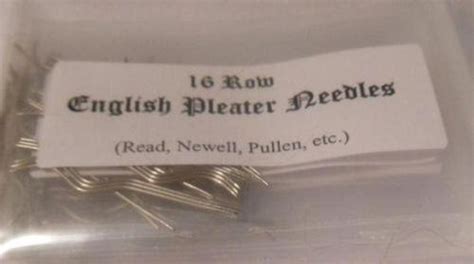 16 Row
English Pleater Needles
(Read, Newell, Pullen, etc.)